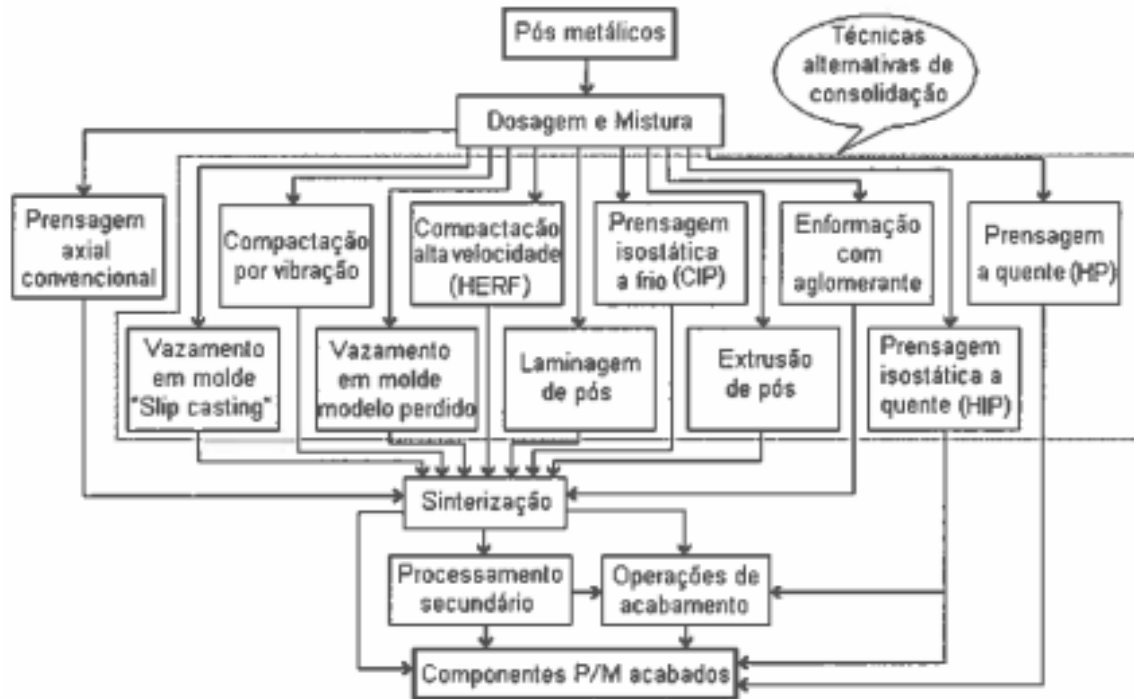 Pós metálicos
Técnicas
alternativas de
consolidação
Dosagem e Mistura
Prensagem
axial
convencional
Compactação
por vibração
Compactação
alta velocidade
(HERF)
Prensagem
isostática
a frio (CIP)
Enformação
com
aglomerante
Prensagem
a quente (HP)
Vazamento
em molde
"Slip casting"
Vazamento
em molde
modelo perdido
Laminagem
de pós
Extrusão
de pós
Prensagem
isostática a
quente (HIP)
Sinterização
Processamento
secundário
Operações de
acabamento
Componentes P/M acabados